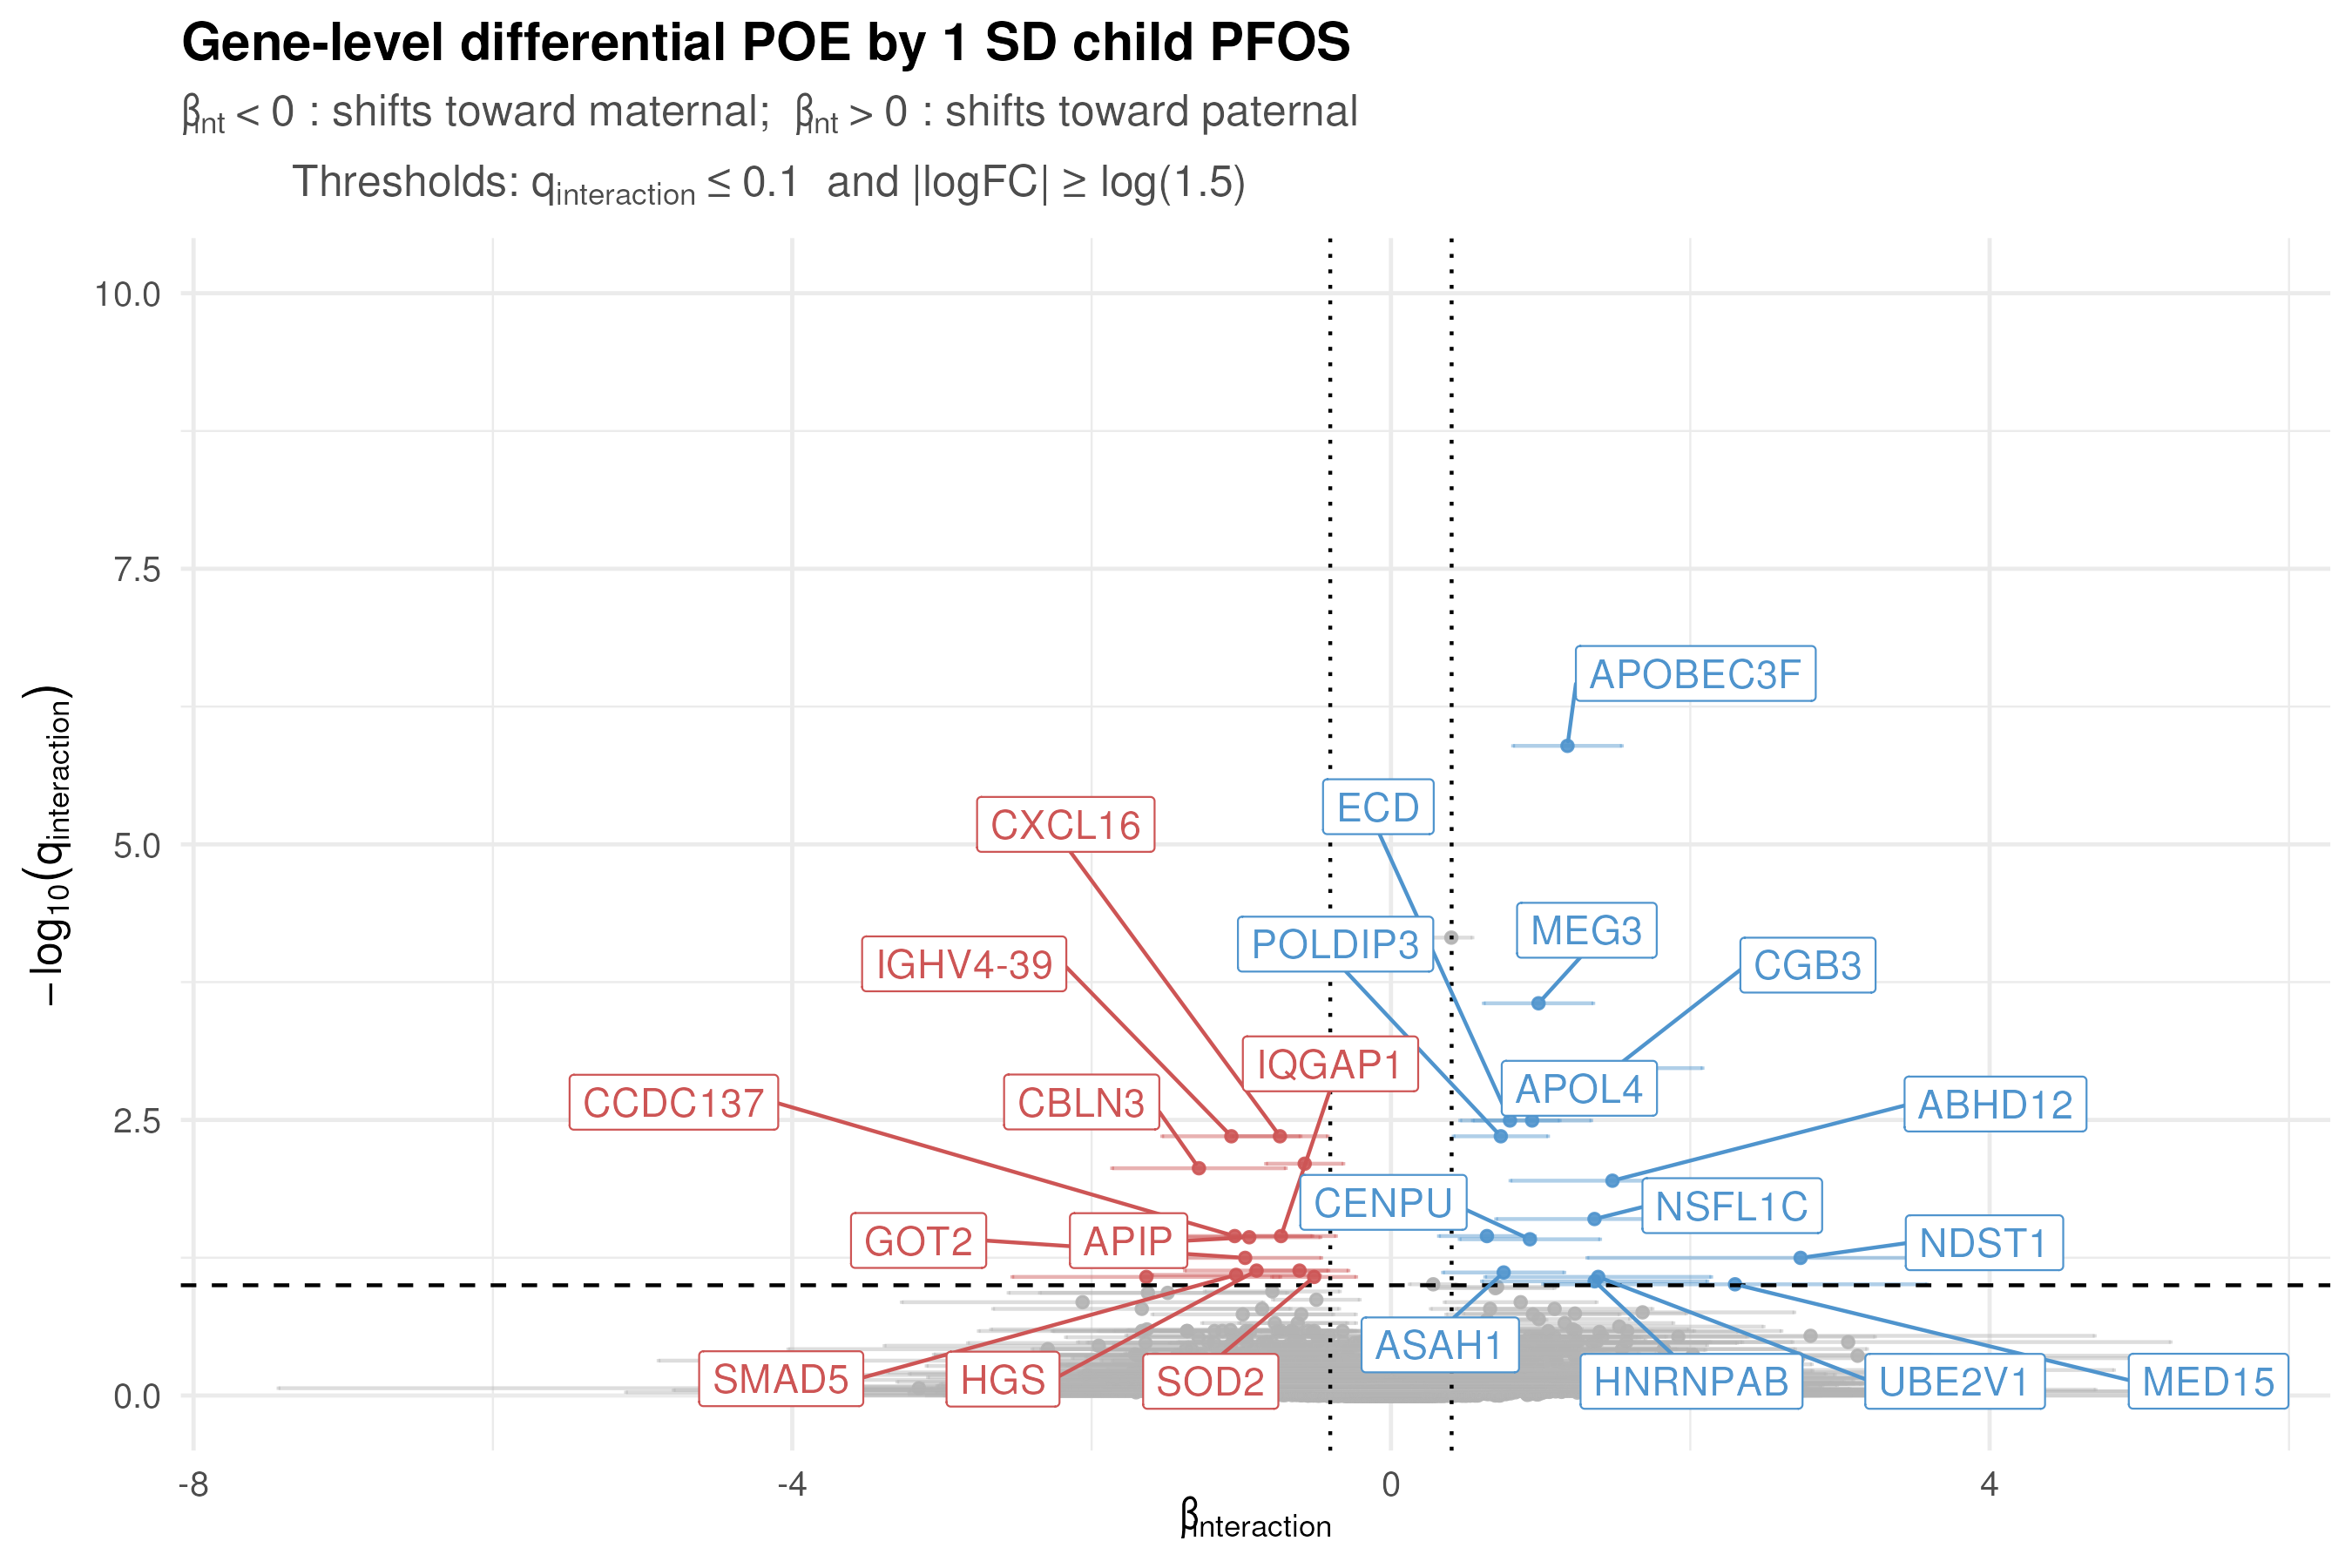 Gene-level differential POE by 1 SD child PFOS
βint < 0 : shifts toward maternal; βint > 0 : shifts toward paternal
Thresholds: qinteraction ≤ 0.1 and |logFC| ≥ log(1.5)
10.0
7.5
5.0
2.5
0.0
−log10(qinteraction)
APOBEC3F
ECD
CXCL16
MEG3
POLDIP3
IGHV4-39
CGB3
IQGAP1
CCDC137
CBLN3
APOL4
ABHD12
CENPU
NSFL1C
GOT2
APIP
NDST1
ASAH1
SMAD5
HGS
SOD2
HNRNPAB
UBE2V1
MED15
-8
-4
0
4
βinteraction